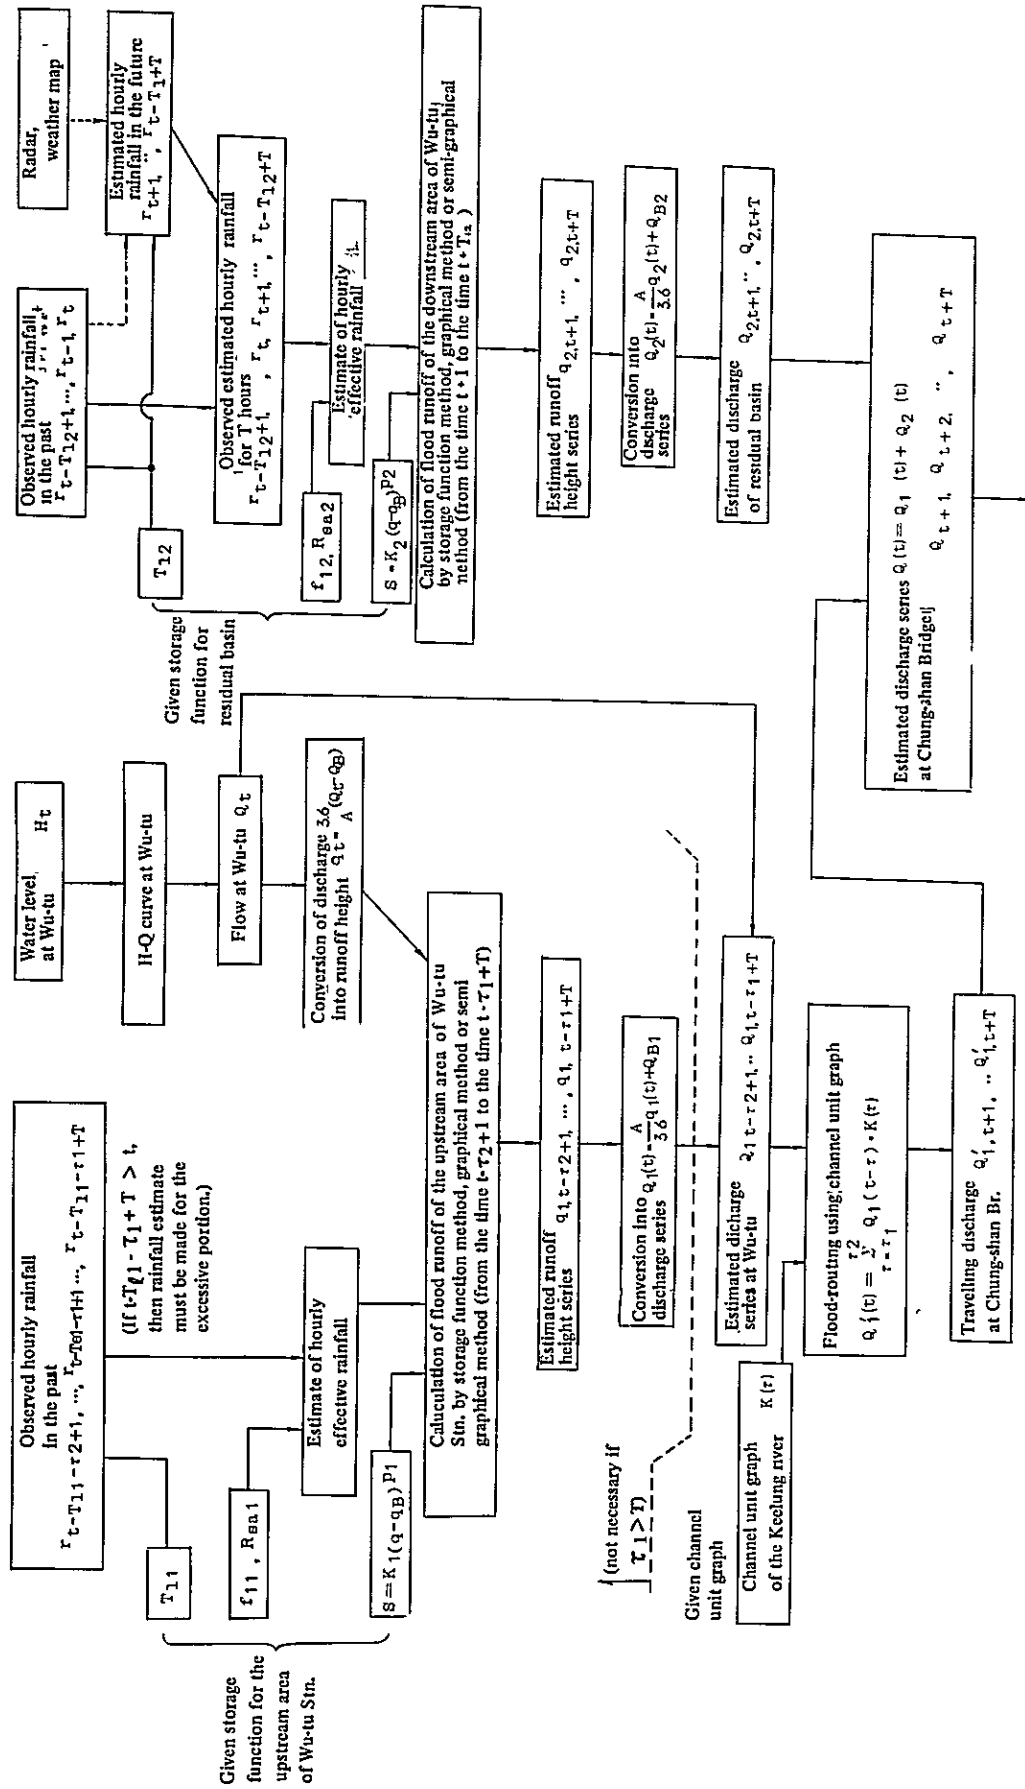 Observed hourly rainfall
in the past
r t-T11-τ2+1, ..., r t-Tθ1-τ1+1 ..., r t-T11-τ1+T
(If t-Tℓ1 - τ1 + T > t,
then rainfall estimate
must be made for the
excessive portion.)
T11
f11 , Rsa1
s=K1(q-qB)P1
Given storage
function for the
upstream area
of Wu-tu Stn.
Estimate of hourly
effective rainfall
Water level,
at Wu-tu Ht
H-Q curve at Wu-tu
Flow at Wu-tu Qt
Conversion of discharge 3.6
into runoff height qt= A (Qt-QB)
Caluculation of flood runoff of the upstream area of Wu-tu
Stn. by storage function method, graphical method or semi
graphical method (from the time t-τ2+1 to the time t-τ1+T)
Estimated runoff
height series q1,t-τ2+1, ..., q1, t-τ1+T
Conversion into Q1(t)=A/3.6 q1(t)+QB1
discharge series
(not necessary if
τ1>T)
Given channel
unit graph
Estimated dicharge Q1 t-τ2+1, .. Q1,t-τ1+T
series at Wu-tu
Channel unit graph K(τ)
of the Keelung river
Flood-routing using channel unit graph
τ2
Q1'(t) = Σ Q1(t-τ)•K(τ)
τ-τ1
Travelling discharge Q'1,t+1, .. Q'1,t+T
at Chung-shan Br.
Radar,
weather map
Observed hourly rainfall
in the past
r t-T12+1, ..., r t-1, r t
Estimated hourly
rainfall in the future
r t+1, .., r t-T1+T
T12
Observed estimated hourly rainfall
for T hours
r t-T12+1, , r t, r t+1, ..., r t-T12+T
f12, Rsa2
Estimate of hourly
effective rainfall
s=K2(q-qB)P2
Given storage
function for
residual basin
Calculation of flood runoff of the downstream area of Wu-tu
by storage function method, graphical method or semi-graphical
method (from the time t + 1 to the time t + T12)
Estimated runoff
height series q2,t+1, ..., q2,t+T
Conversion into
discharge Q2(t)=A/3.6 q2(t)+QB2
series
Estimated discharge
of residual basin Q2,t+1, .., Q2,t+T
Estimated discharge series Q(t)= Q1 (t)+ Q2 (t)
at Chung-shan Bridge Q t+1, Q t+2, .., Q t+T